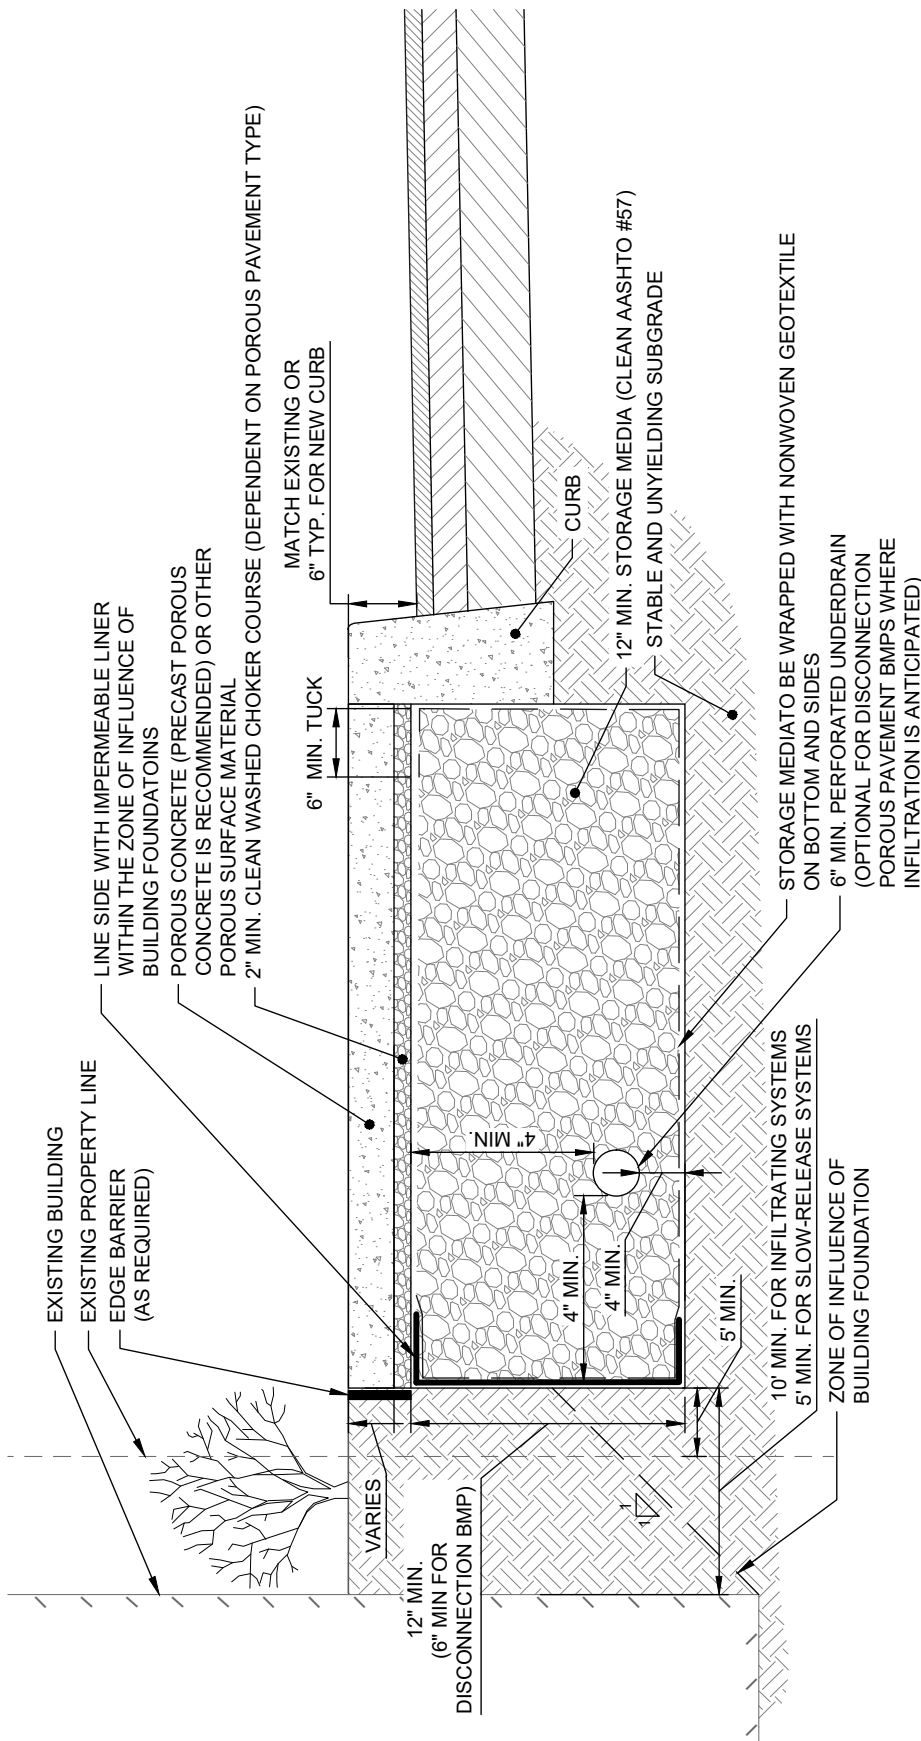 EXISTING BUILDING
EXISTING PROPERTY LINE
EDGE BARRIER
(AS REQUIRED)
LINE SIDE WITH IMPERMEABLE LINER
WITHIN THE ZONE OF INFLUENCE OF
BUILDING FOUNDATOINS
POROUS CONCRETE (PRECAST POROUS
CONCRETE IS RECOMMENDED) OR OTHER
POROUS SURFACE MATERIAL
2" MIN. CLEAN WASHED CHOKER COURSE (DEPENDENT ON POROUS PAVEMENT TYPE)
MATCH EXISTING OR
6" TYP. FOR NEW CURB
6" MIN. TUCK
VARIES
12" MIN.
(6" MIN FOR
DISCONNECTION BMP)
4" MIN.
4" MIN.
4" MIN.
1
1
CURB
12" MIN. STORAGE MEDIA (CLEAN AASHTO #57)
STABLE AND UNYIELDING SUBGRADE
5' MIN.
10' MIN. FOR INFILTRATING SYSTEMS
5' MIN. FOR SLOW-RELEASE SYSTEMS
ZONE OF INFLUENCE OF
BUILDING FOUNDATION
STORAGE MEDIATO BE WRAPPED WITH NONWOVEN GEOTEXTILE
ON BOTTOM AND SIDES
6" MIN. PERFORATED UNDERDRAIN
(OPTIONAL FOR DISCONNECTION
POROUS PAVEMENT BMPS WHERE
INFILTRATION IS ANTICIPATED)